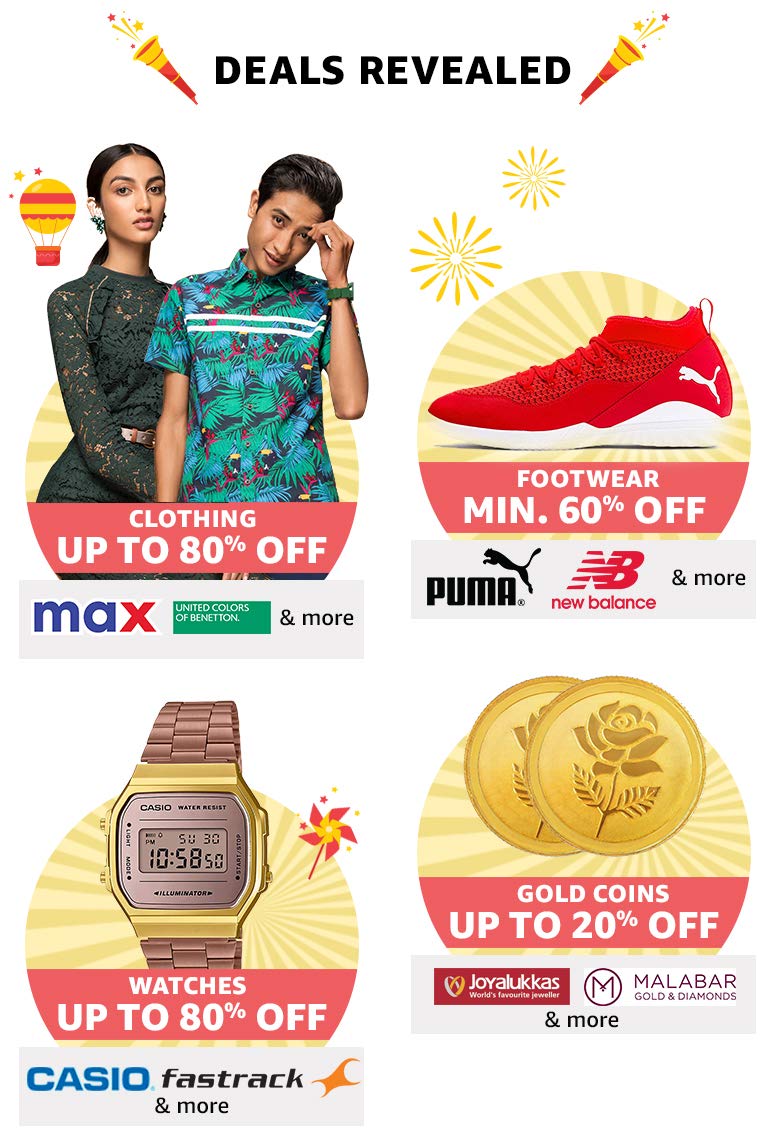 DEALS REVEALED
CLOTHING
UP TO 80% OFF
max
UNITED COLORS
OF BENETTON.
& more
FOOTWEAR
MIN. 60% OFF
PUMA®
NB
new balance
& more
CASIO WATER RESIST
LIGHT
MODE
PM
SU 30
10:58 50
START/STOP
ILLUMINATOR
WATCHES
UP TO 80% OFF
CASIO. fastrack
& more
GOLD COINS
UP TO 20% OFF
Joyalukkas
World's favourite jeweller
M
MALABAR
GOLD & DIAMONDS
& more